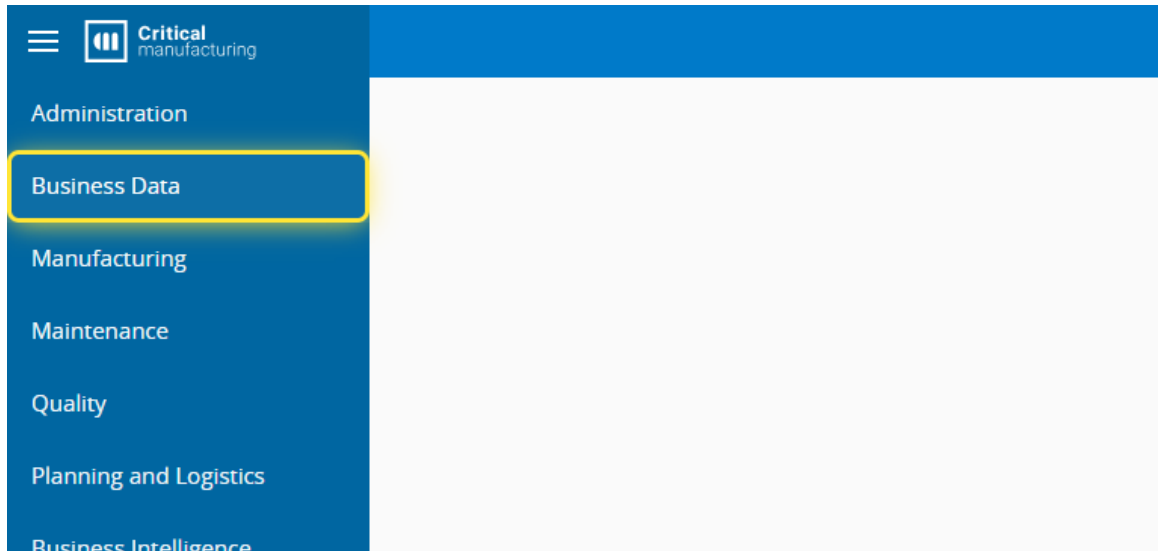 Critical
manufacturing
Administration
Business Data
Manufacturing
Maintenance
Quality
Planning and Logistics
Business Intelligence